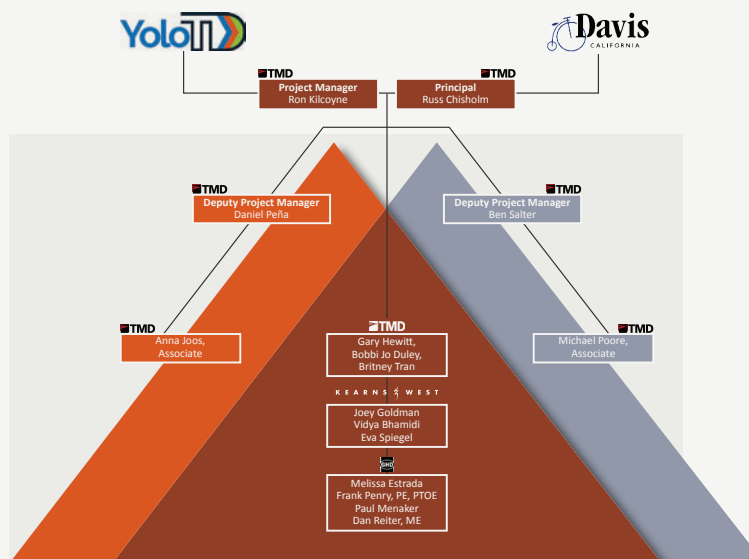 YoloTD
Davis
CALIFORNIA
TMD
Project Manager
Ron Kilcoyne
TMD
Principal
Russ Chisholm
TMD
Deputy Project Manager
Daniel Peña
TMD
Deputy Project Manager
Ben Salter
TMD
Anna Joos,
Associate
TMD
Gary Hewitt,
Bobbi Jo Duley,
Britney Tran
TMD
Michael Poore,
Associate
KEARNS WEST
Joey Goldman
Vidya Bhamidi
Eva Spiegel
GHD
Melissa Estrada
Frank Penry, PE, PTOE
Paul Menaker
Dan Reiter, ME